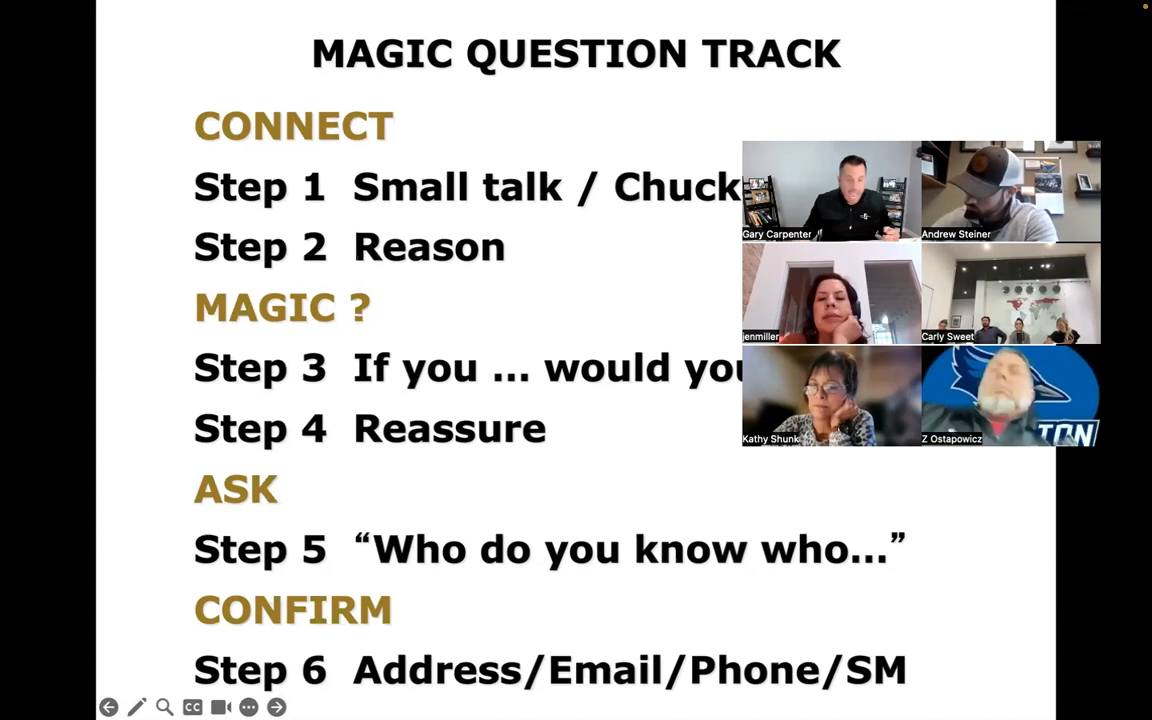 MAGIC QUESTION TRACK
CONNECT
Step 1 Small talk / Chuck
Step 2 Reason
MAGIC ?
Step 3 If you ... would you
Step 4 Reassure
ASK
Step 5 “Who do you know who...”
CONFIRM
Step 6 Address/Email/Phone/SM
Gary Carpenter
Andrew Steiner
jenmiller
Carly Sweet
Kathy Shunk
Z Ostapowicz
TON
CC